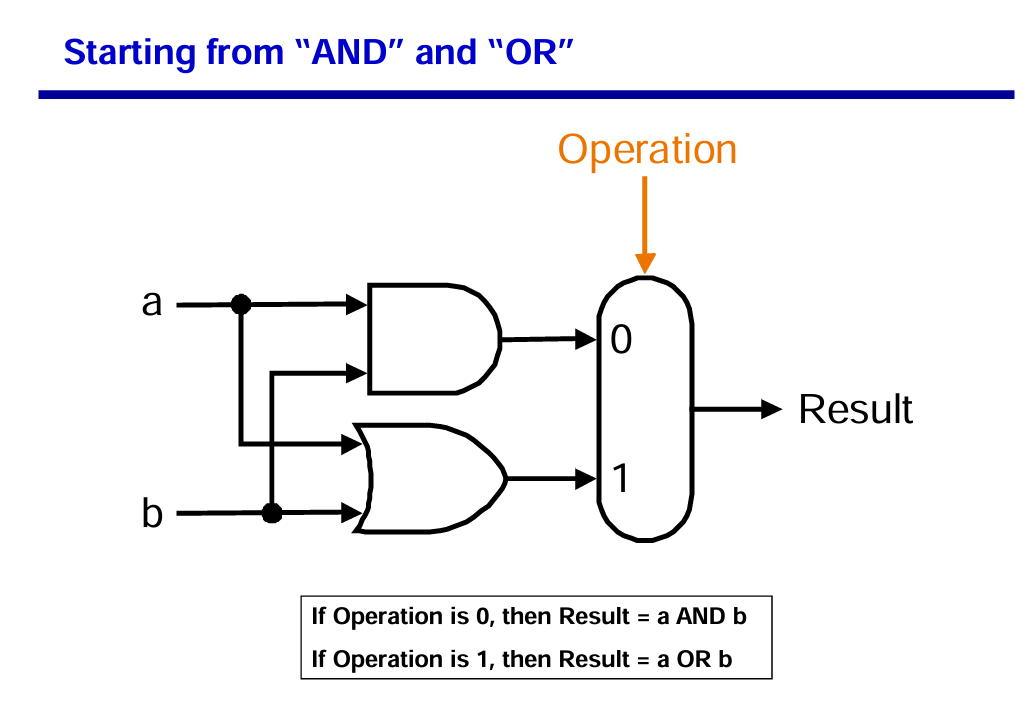 Starting from “AND” and “OR”
Operation
a
0
Result
1
b
If Operation is 0, then Result = a AND b
If Operation is 1, then Result = a OR b